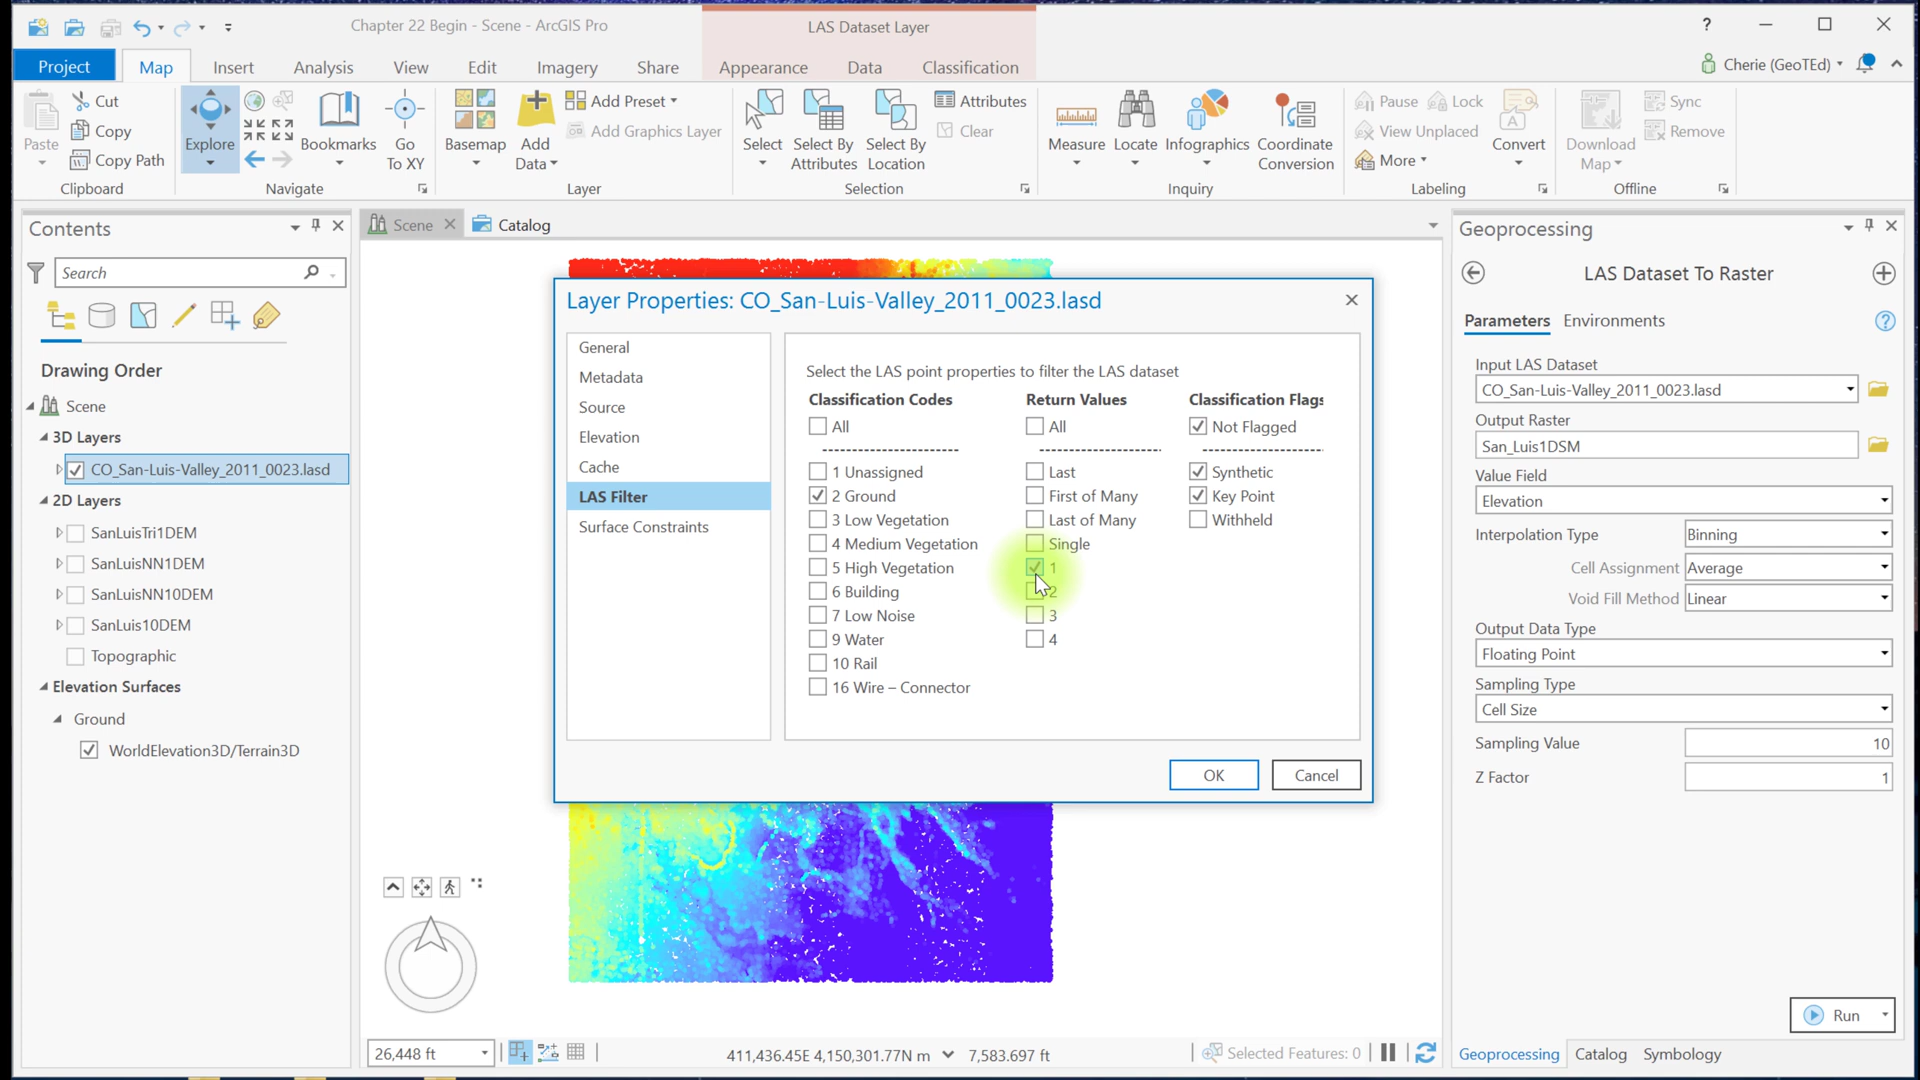 Chapter 22 Begin - Scene - ArcGIS Pro
LAS Dataset Layer
?
Project Map Insert Analysis View Edit Imagery Share Appearance Data Classification
Cherie (GeoTEd)
Paste
Cut
Copy
Copy Path
Clipboard
Explore
Bookmarks
Go To XY
Navigate
Basemap
Add Data
Add Preset
Add Graphics Layer
Layer
Select
Select By Attributes
Select By Location
Attributes
Clear
Selection
Measure
Locate
Infographics
Coordinate Conversion
Inquiry
Pause
Lock
View Unplaced
More
Convert
Labeling
Download Map
Sync
Remove
Offline
Contents
Search
Drawing Order
Scene
3D Layers
CO_San-Luis-Valley_2011_0023.lasd
2D Layers
SanLuisTri1DEM
SanLuisNN1DEM
SanLuisNN10DEM
SanLuis10DEM
Topographic
Elevation Surfaces
Ground
WorldElevation3D/Terrain3D
Scene
Catalog
Layer Properties: CO_San-Luis-Valley_2011_0023.lasd
General
Metadata
Source
Elevation
Cache
LAS Filter
Surface Constraints
Select the LAS point properties to filter the LAS dataset
Classification Codes
All
1 Unassigned
2 Ground
3 Low Vegetation
4 Medium Vegetation
5 High Vegetation
6 Building
7 Low Noise
9 Water
10 Rail
16 Wire – Connector
Return Values
All
Last
First of Many
Last of Many
Single
1
2
3
4
Classification Flags
Not Flagged
Synthetic
Key Point
Withheld
OK
Cancel
26,448 ft
411,436.45E 4,150,301.77N m
7,583.697 ft
Selected Features: 0
Geoprocessing
LAS Dataset To Raster
Parameters Environments
?
Input LAS Dataset
CO_San-Luis-Valley_2011_0023.lasd
Output Raster
San_Luis1DSM
Value Field
Elevation
Interpolation Type Binning
Cell Assignment Average
Void Fill Method Linear
Output Data Type
Floating Point
Sampling Type
Cell Size
Sampling Value 10
Z Factor 1
Run
Geoprocessing Catalog Symbology